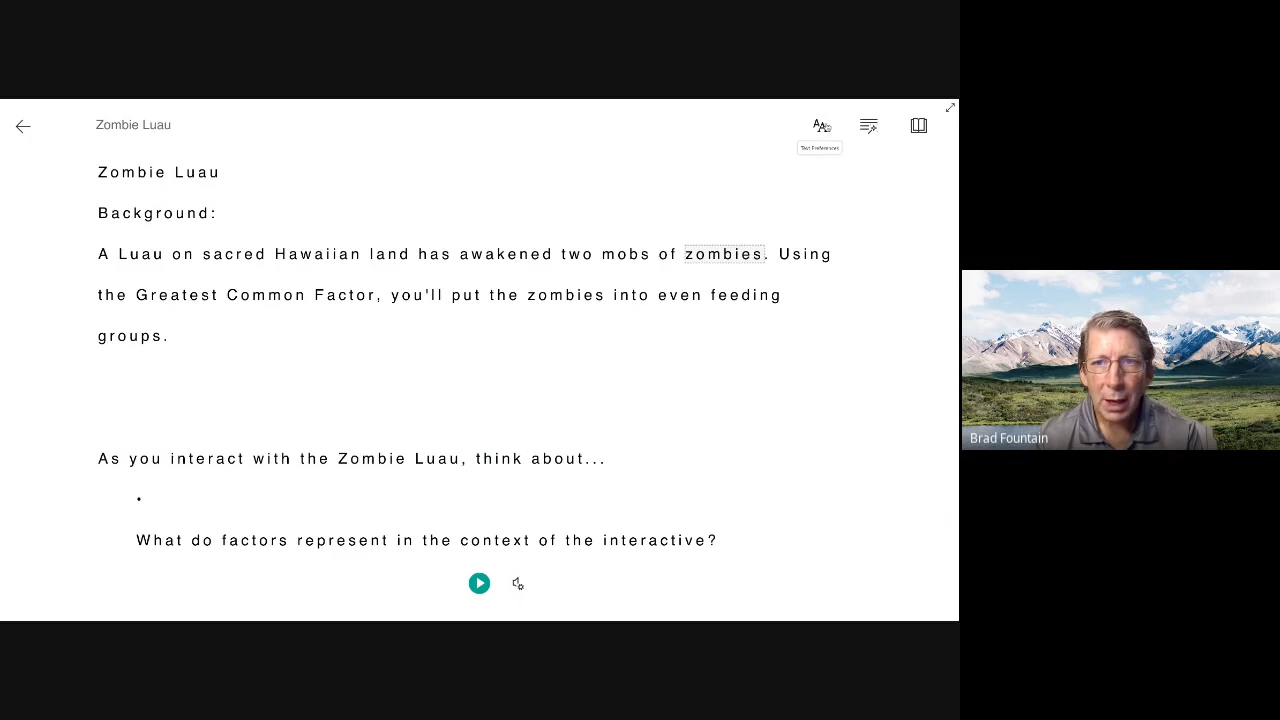 Zombie Luau
Text Preferences
Zombie Luau
Background:
A Luau on sacred Hawaiian land has awakened two mobs of zombies. Using
the Greatest Common Factor, you'll put the zombies into even feeding
groups.
As you interact with the Zombie Luau, think about...
•
What do factors represent in the context of the interactive?
Brad Fountain